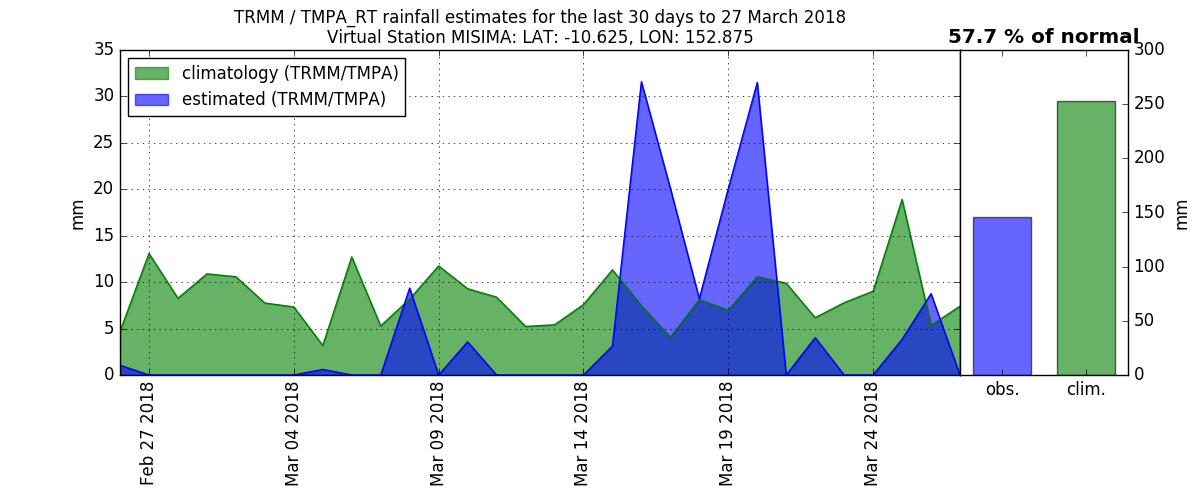 TRMM / TMPA_RT rainfall estimates for the last 30 days to 27 March 2018
Virtual Station MISIMA: LAT: -10.625, LON: 152.875
57.7 % of normal
climatology (TRMM/TMPA)
estimated (TRMM/TMPA)
mm
35
30
25
20
15
10
5
0
Feb 27 2018
Mar 04 2018
Mar 09 2018
Mar 14 2018
Mar 19 2018
Mar 24 2018
obs.
clim.
300
250
200
150
100
50
0
mm